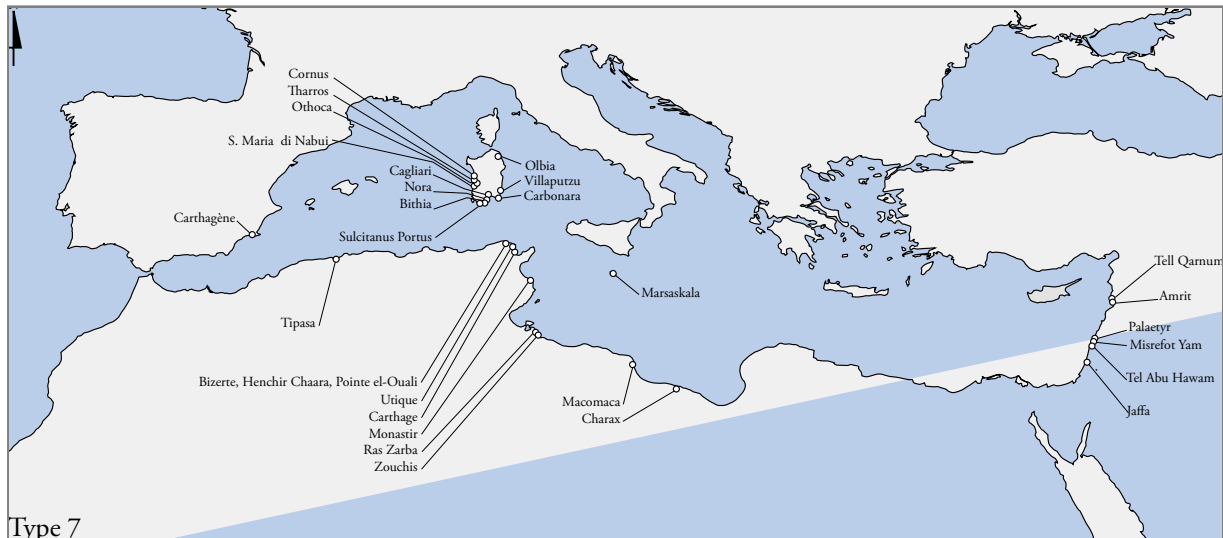 Cornus
Tharros
Othoca
S. Maria di Nabui
Cagliari
Nora
Bithia
Sulcitanus Portus
Olbia
Villaputzu
Carbonara
Carthagène
Tipasa
Marsaskala
Bizerte, Henchir Chaara, Pointe el-Ouali
Utique
Carthage
Monastir
Ras Zarba
Zouchis
Macomaca
Charax
Tell Qarnum
Amrit
Palaetyr
Misrefot Yam
Tel Abu Hawam
Jaffa
Type 7